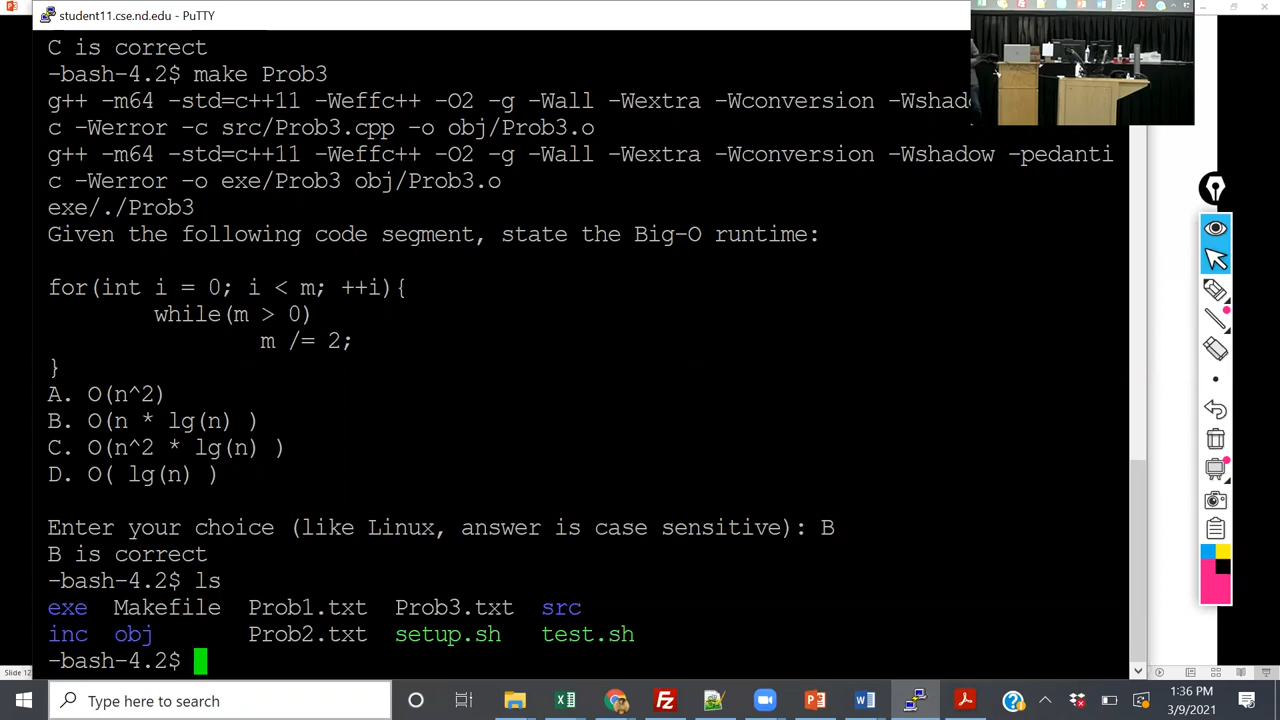 student11.cse.nd.edu - PuTTY
C is correct
-bash-4.2$ make Prob3
g++ -m64 -std=c++11 -Weffc++ -O2 -g -Wall -Wextra -Wconversion -Wshado
c -Werror -c src/Prob3.cpp -o obj/Prob3.o
g++ -m64 -std=c++11 -Weffc++ -O2 -g -Wall -Wextra -Wconversion -Wshadow -pedanti
c -Werror -o exe/Prob3 obj/Prob3.o
exe/./Prob3
Given the following code segment, state the Big-O runtime:
for(int i = 0; i < m; ++i){
while(m > 0)
m /= 2;
}
A. O(n^2)
B. O(n * lg(n) )
C. O(n^2 * lg(n) )
D. O( lg(n) )
Enter your choice (like Linux, answer is case sensitive): B
B is correct
-bash-4.2$ ls
exe Makefile Prob1.txt Prob3.txt src
inc obj Prob2.txt setup.sh test.sh
-bash-4.2$
Slide 12
Type here to search
1:36 PM
3/9/2021